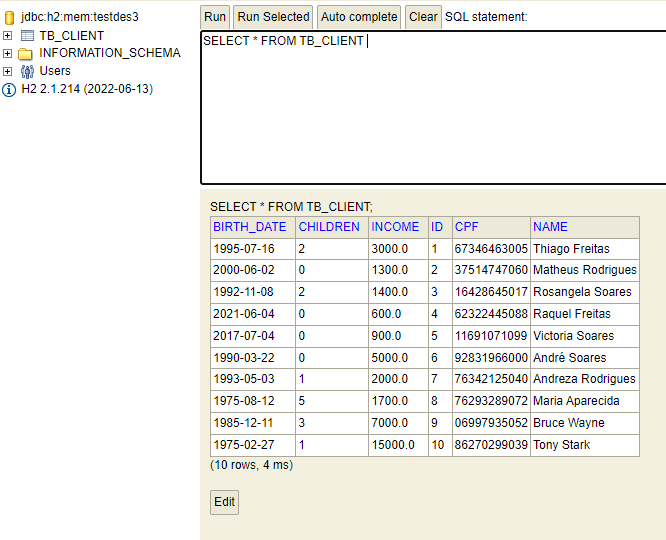 jdbc:h2:mem:testdes3
TB_CLIENT
INFORMATION_SCHEMA
Users
H2 2.1.214 (2022-06-13)
Run Run Selected Auto complete Clear SQL statement:
SELECT * FROM TB_CLIENT
SELECT * FROM TB_CLIENT;
BIRTH_DATE CHILDREN INCOME ID CPF NAME
1995-07-16 2 3000.0 1 67346463005 Thiago Freitas
2000-06-02 0 1300.0 2 37514747060 Matheus Rodrigues
1992-11-08 2 1400.0 3 16428645017 Rosangela Soares
2021-06-04 0 600.0 4 62322445088 Raquel Freitas
2017-07-04 0 900.0 5 11691071099 Victoria Soares
1990-03-22 0 5000.0 6 92831966000 André Soares
1993-05-03 1 2000.0 7 76342125040 Andreza Rodrigues
1975-08-12 5 1700.0 8 76293289072 Maria Aparecida
1985-12-11 3 7000.0 9 06997935052 Bruce Wayne
1975-02-27 1 15000.0 10 86270299039 Tony Stark
(10 rows, 4 ms)
Edit